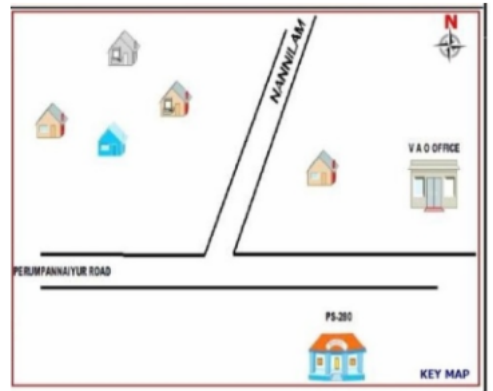 N
NANNILAM
V A O OFFICE
PERUMPANNAIYUR ROAD
PS-280
KEY MAP